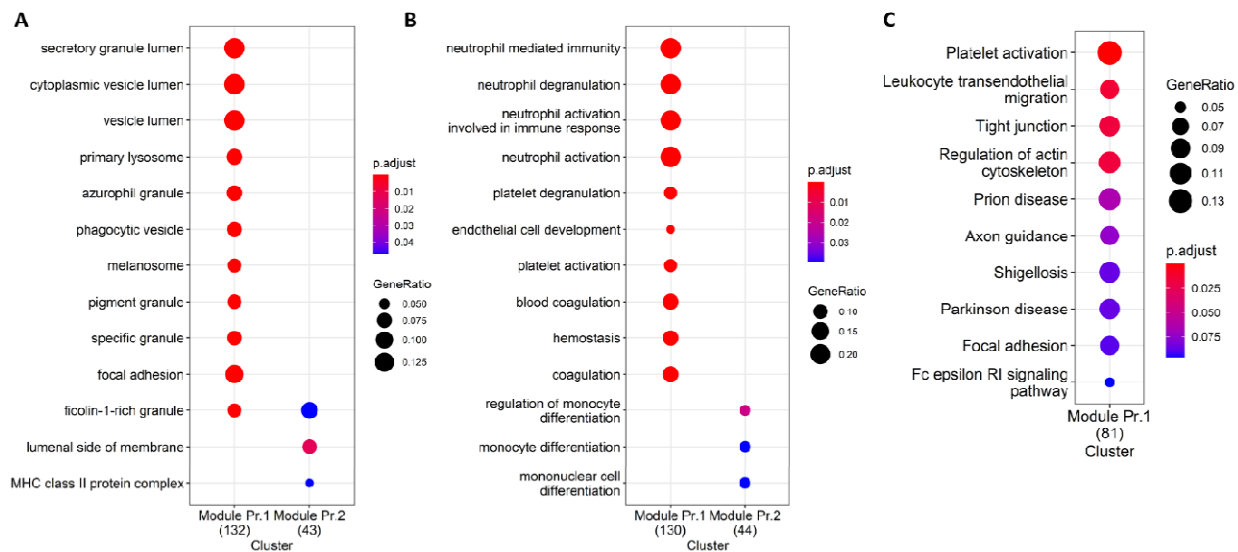 A
secretory granule lumen
cytoplasmic vesicle lumen
vesicle lumen
primary lysosome
azurophil granule
phagocytic vesicle
melanosome
pigment granule
specific granule
focal adhesion
ficolin-1-rich granule
lumenal side of membrane
MHC class II protein complex
Module Pr.1
(132)
Module Pr.2
(43)
Cluster
p.adjust
0.01
0.02
0.03
0.04
GeneRatio
0.050
0.075
0.100
0.125
B
neutrophil mediated immunity
neutrophil degranulation
neutrophil activation
involved in immune response
neutrophil activation
platelet degranulation
endothelial cell development
platelet activation
blood coagulation
hemostasis
coagulation
regulation of monocyte
differentiation
monocyte differentiation
mononuclear cell
differentiation
Module Pr.1
(130)
Module Pr.2
(44)
Cluster
p.adjust
0.01
0.02
0.03
GeneRatio
0.10
0.15
0.20
C
Platelet activation
Leukocyte transendothelial
migration
Tight junction
Regulation of actin
cytoskeleton
Prion disease
Axon guidance
Shigellosis
Parkinson disease
Focal adhesion
Fc epsilon RI signaling
pathway
Module Pr.1
(81)
Cluster
GeneRatio
0.05
0.07
0.09
0.11
0.13
p.adjust
0.025
0.050
0.075